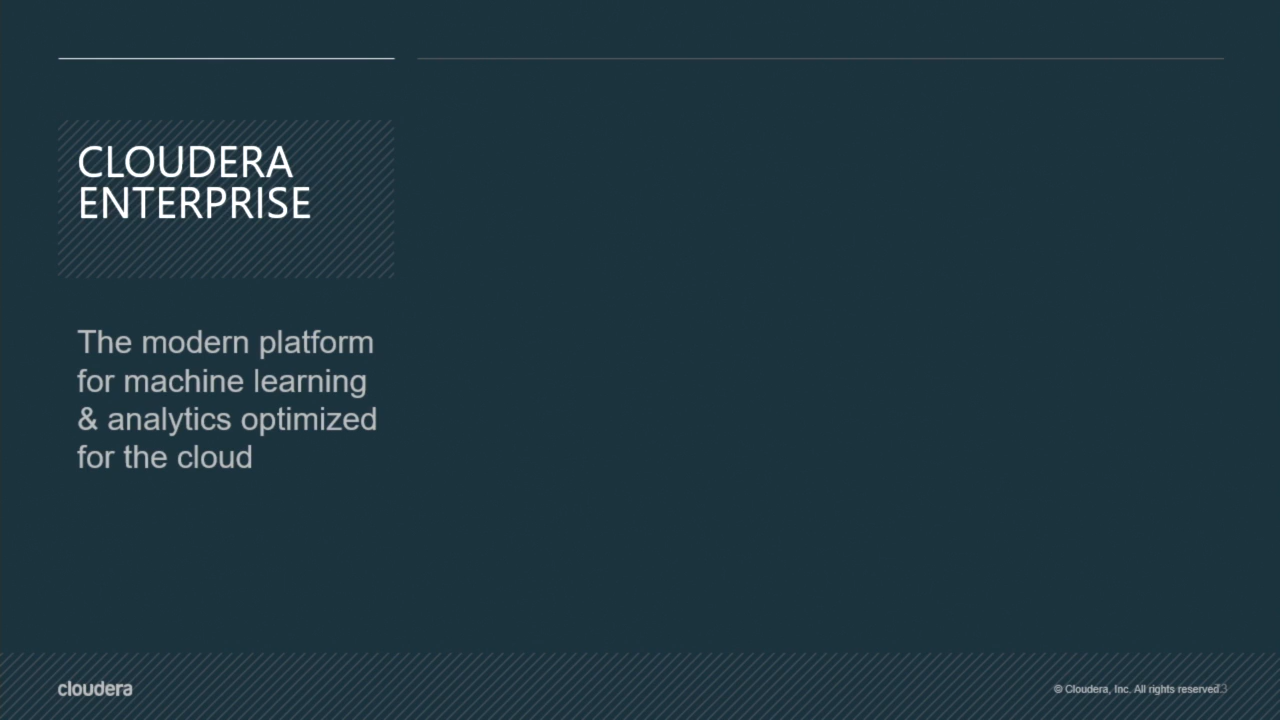 CLOUDERA
ENTERPRISE
The modern platform
for machine learning
& analytics optimized
for the cloud
cloudera
© Cloudera, Inc. All rights reserved.